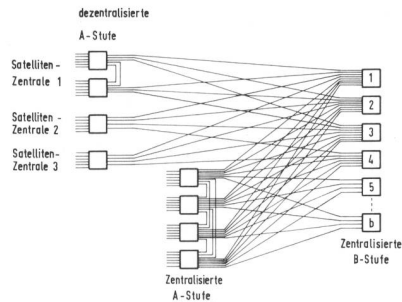 dezentralisierte
A-Stufe
Satelliten-
Zentrale 1
Satelliten-
Zentrale 2
Satelliten-
Zentrale 3
1
2
3
4
5
b
Zentralisierte
B-Stufe
Zentralisierte
A-Stufe